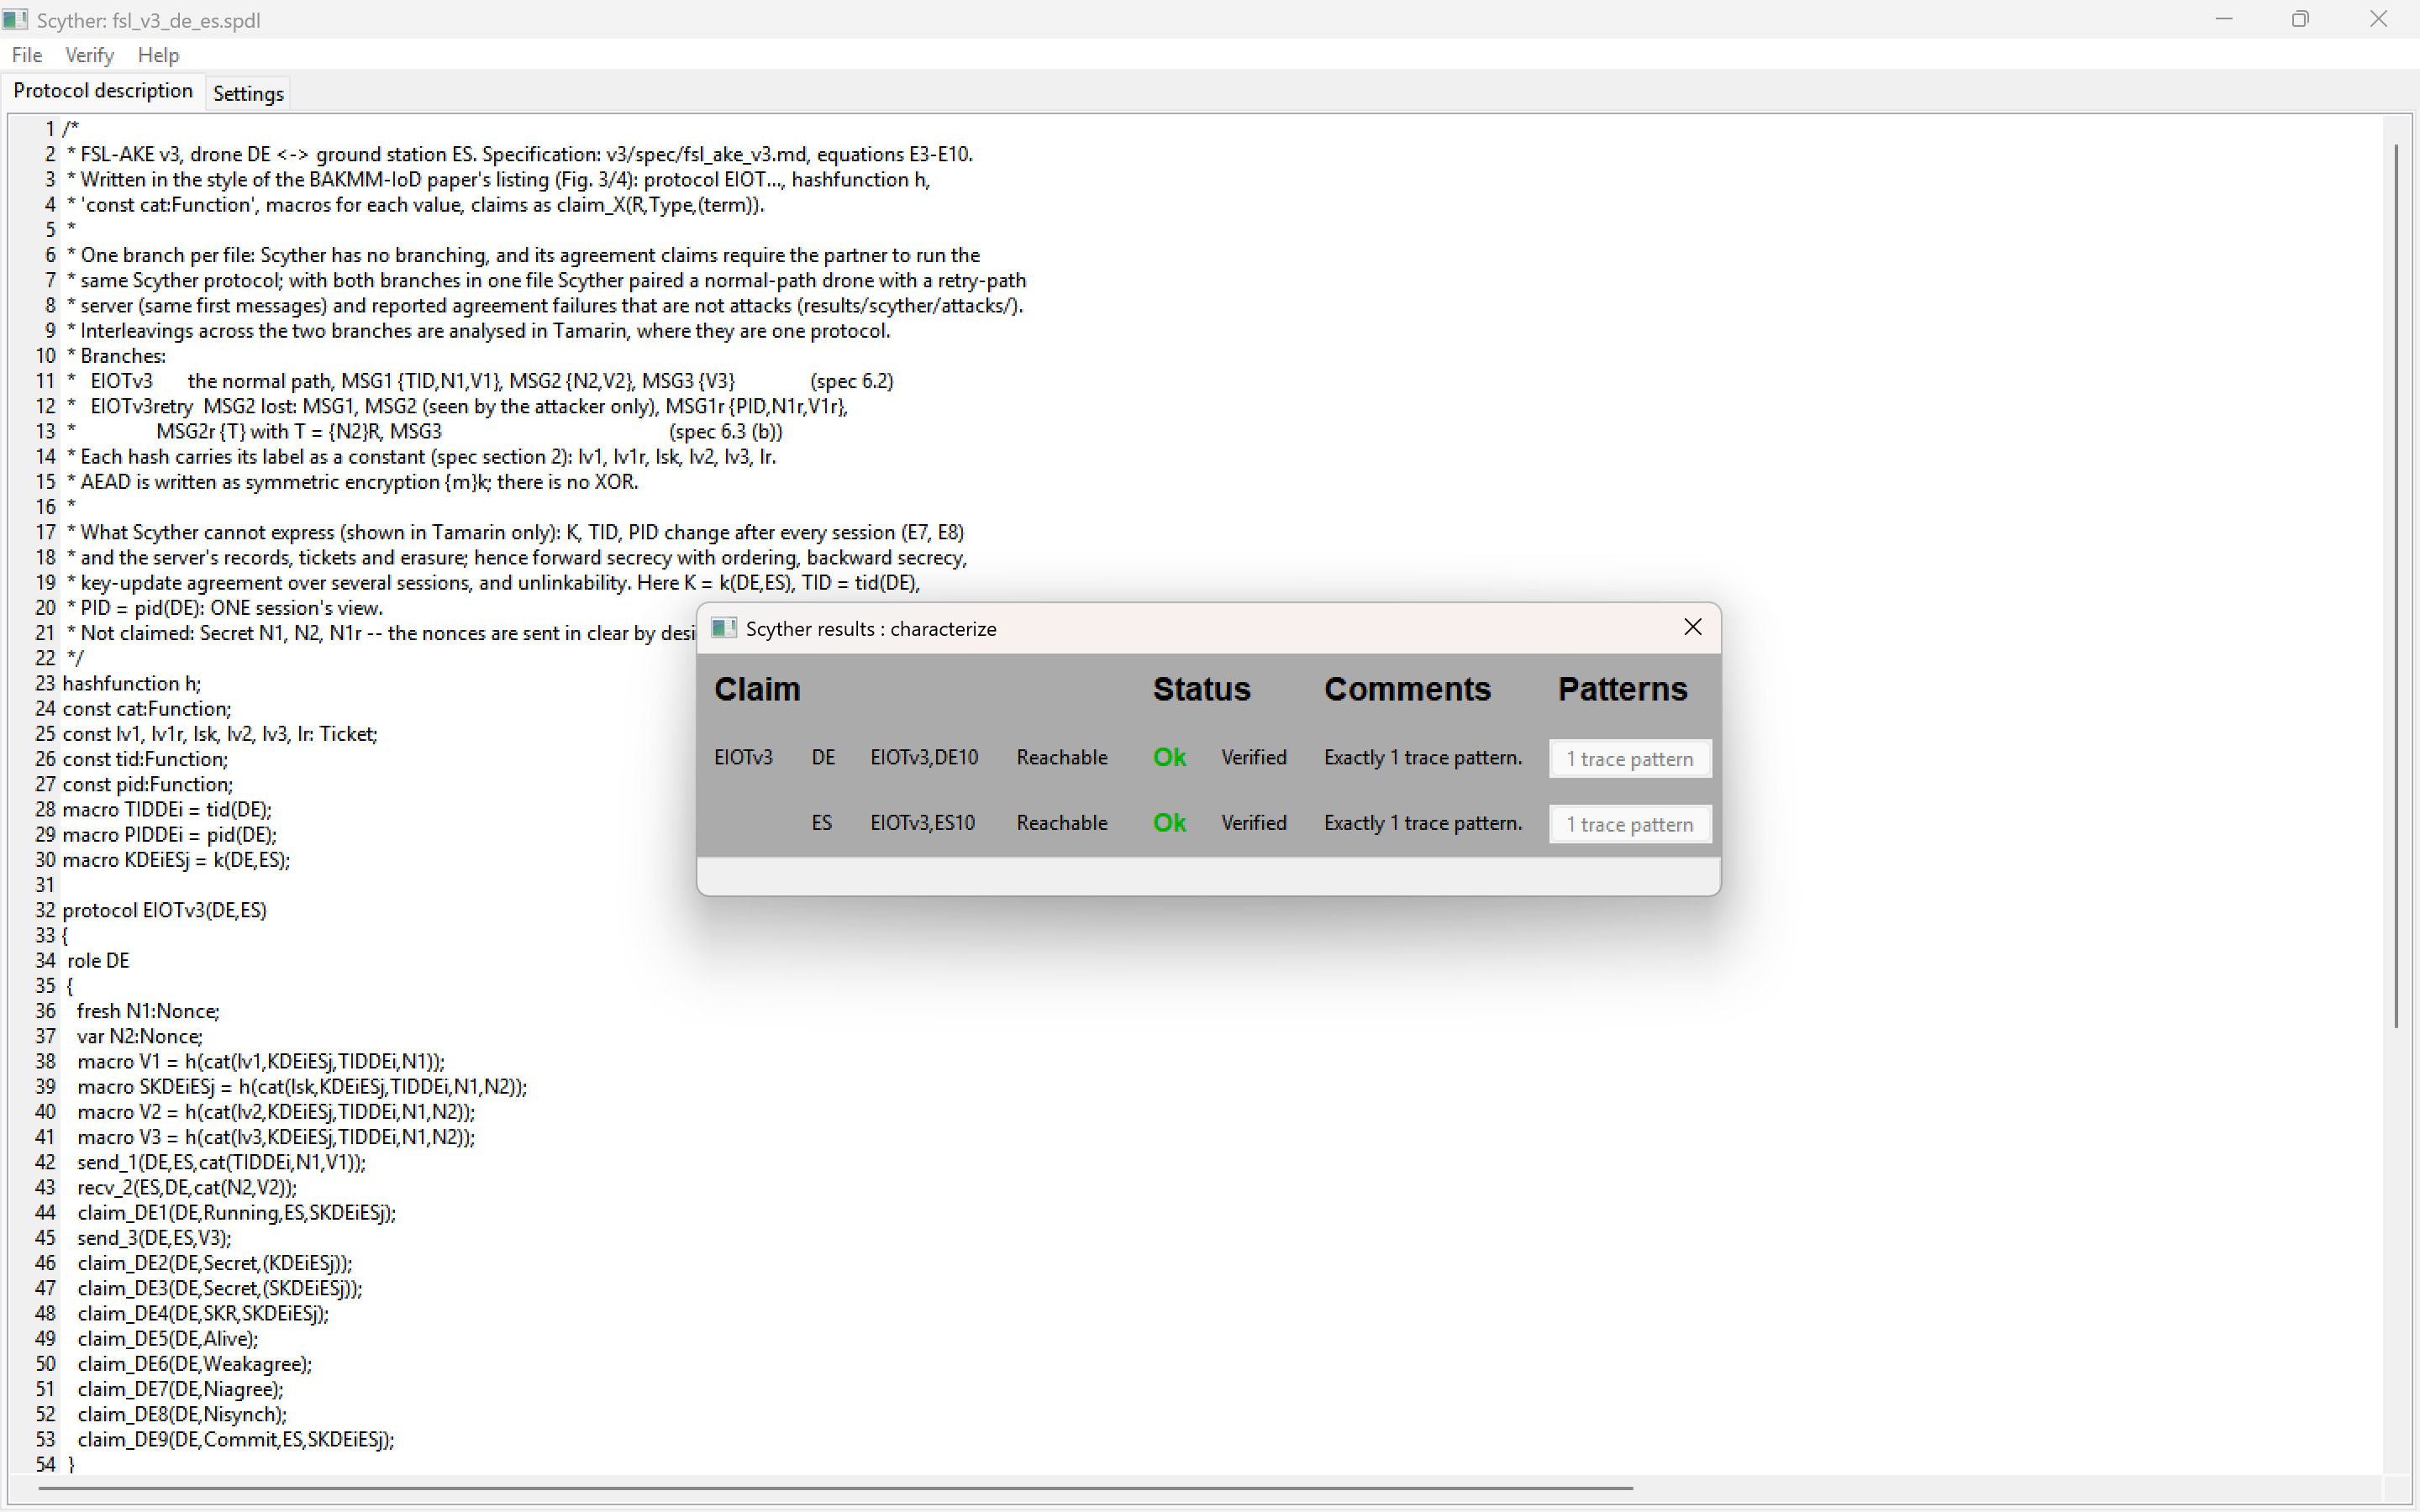 Scyther: fsl_v3_de_es.spdl
File Verify Help
Protocol description Settings
1 /*
2 * FSL-AKE v3, drone DE <-> ground station ES. Specification: v3/spec/fsl_ake_v3.md, equations E3-E10.
3 * Written in the style of the BAKMM-IoD paper's listing (Fig. 3/4): protocol EIOT..., hashfunction h,
4 * 'const cat:Function', macros for each value, claims as claim_X(R,Type,(term)).
5 *
6 * One branch per file: Scyther has no branching, and its agreement claims require the partner to run the
7 * same Scyther protocol; with both branches in one file Scyther paired a normal-path drone with a retry-path
8 * server (same first messages) and reported agreement failures that are not attacks (results/scyther/attacks/).
9 * Interleavings across the two branches are analysed in Tamarin, where they are one protocol.
10 * Branches:
11 * EIOTv3 the normal path, MSG1 {TID,N1,V1}, MSG2 {N2,V2}, MSG3 {V3} (spec 6.2)
12 * EIOTv3retry MSG2 lost: MSG1, MSG2 (seen by the attacker only), MSG1r {PID,N1r,V1r},
13 * MSG2r {T} with T = {N2}R, MSG3 (spec 6.3 (b))
14 * Each hash carries its label as a constant (spec section 2): lv1, lv1r, lsk, lv2, lv3, lr.
15 * AEAD is written as symmetric encryption {m}k; there is no XOR.
16 *
17 * What Scyther cannot express (shown in Tamarin only): K, TID, PID change after every session (E7, E8)
18 * and the server's records, tickets and erasure; hence forward secrecy with ordering, backward secrecy,
19 * key-update agreement over several sessions, and unlinkability. Here K = k(DE,ES), TID = tid(DE),
20 * PID = pid(DE): ONE session's view.
21 * Not claimed: Secret N1, N2, N1r -- the nonces are sent in clear by desi
22 */
23 hashfunction h;
24 const cat:Function;
25 const lv1, lv1r, lsk, lv2, lv3, lr: Ticket;
26 const tid:Function;
27 const pid:Function;
28 macro TIDDEi = tid(DE);
29 macro PIDDEi = pid(DE);
30 macro KDEiESj = k(DE,ES);
31
32 protocol EIOTv3(DE,ES)
33 {
34 role DE
35 {
36 fresh N1:Nonce;
37 var N2:Nonce;
38 macro V1 = h(cat(lv1,KDEiESj,TIDDEi,N1));
39 macro SKDEiESj = h(cat(lsk,KDEiESj,TIDDEi,N1,N2));
40 macro V2 = h(cat(lv2,KDEiESj,TIDDEi,N1,N2));
41 macro V3 = h(cat(lv3,KDEiESj,TIDDEi,N1,N2));
42 send_1(DE,ES,cat(TIDDEi,N1,V1));
43 recv_2(ES,DE,cat(N2,V2));
44 claim_DE1(DE,Running,ES,SKDEiESj);
45 send_3(DE,ES,V3);
46 claim_DE2(DE,Secret,(KDEiESj));
47 claim_DE3(DE,Secret,(SKDEiESj));
48 claim_DE4(DE,SKR,SKDEiESj);
49 claim_DE5(DE,Alive);
50 claim_DE6(DE,Weakagree);
51 claim_DE7(DE,Niagree);
52 claim_DE8(DE,Nisynch);
53 claim_DE9(DE,Commit,ES,SKDEiESj);
54 }
Scyther results : characterize
Claim Status Comments Patterns
EIOTv3 DE EIOTv3,DE10 Reachable Ok Verified Exactly 1 trace pattern. 1 trace pattern
ES EIOTv3,ES10 Reachable Ok Verified Exactly 1 trace pattern. 1 trace pattern